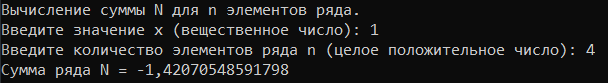 Вычисление суммы N для n элементов ряда.
Введите значение x (вещественное число): 1
Введите количество элементов ряда n (целое положительное число): 4
Сумма ряда N = -1,42070548591798